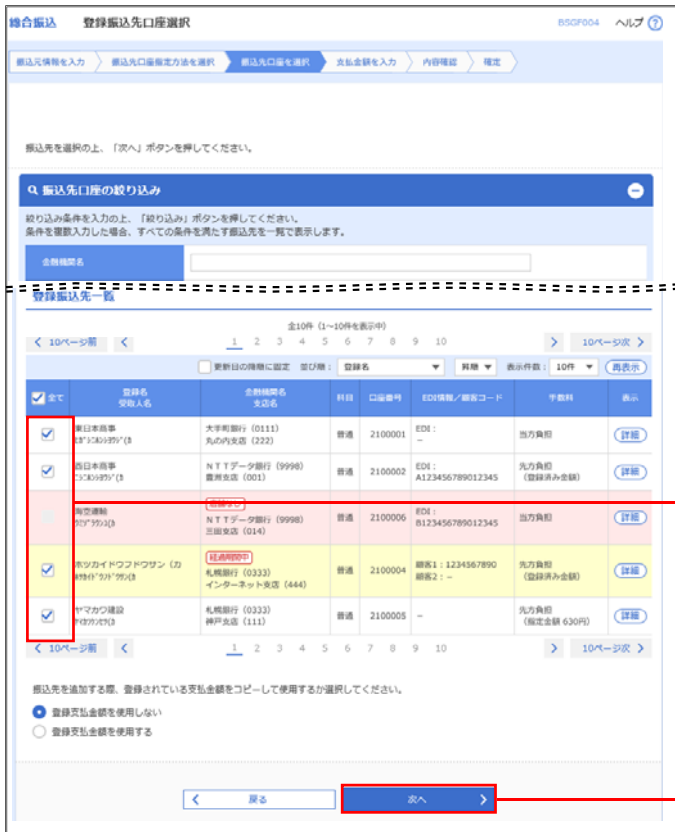 総合振込 登録振込先口座選択 BSGF004 ヘルプ ?
振込元情報を入力 振込先口座指定方法を選択 振込先口座を選択 支払金額を入力 内容確認 確定
振込先を選択の上、「次へ」ボタンを押してください。
振込先口座の絞り込み
絞り込み条件を入力の上、「絞り込み」ボタンを押してください。
条件を複数入力した場合、すべての条件を満たす振込先を一覧で表示します。
金融機関名
登録振込先一覧
全10件（1～10件を表示中）
10ページ前 1 2 3 4 5 6 7 8 9 10 10ページ次
更新日の降順に固定 並び順： 登録名 昇順 表示件数： 10件 再表示
全て 登録名 受取人名 金融機関名 支店名 科目 口座番号 EDI情報／顧客コード 手数料 表示
東日本商事 大手町銀行（0111） EDI：
丸の内支店（222） 普通 2100001 － 当方負担 詳細
西日本商事 ＮＴＴデータ銀行（9998） EDI： 先方負担
豊洲支店（001） 普通 2100002 A123456789012345 （登録済み金額） 詳細
海空運輸
ＮＴＴデータ銀行（9998） EDI：
三田支店（014） 普通 2100006 B123456789012345 当方負担 詳細
経過期間中
ホツカイドウフドウサン（カ 札幌銀行（0333） 顧客1：1234567890 先方負担
インターネット支店（444） 普通 2100004 顧客2：－ （登録済み金額） 詳細
ヤマカワ建設 札幌銀行（0333） 先方負担
神戸支店（111） 普通 2100005 － （指定金額 630円） 詳細
10ページ前 1 2 3 4 5 6 7 8 9 10 10ページ次
振込先を追加する際、登録されている支払金額をコピーして使用するか選択してください。
登録支払金額を使用しない
登録支払金額を使用する
戻る 次へ